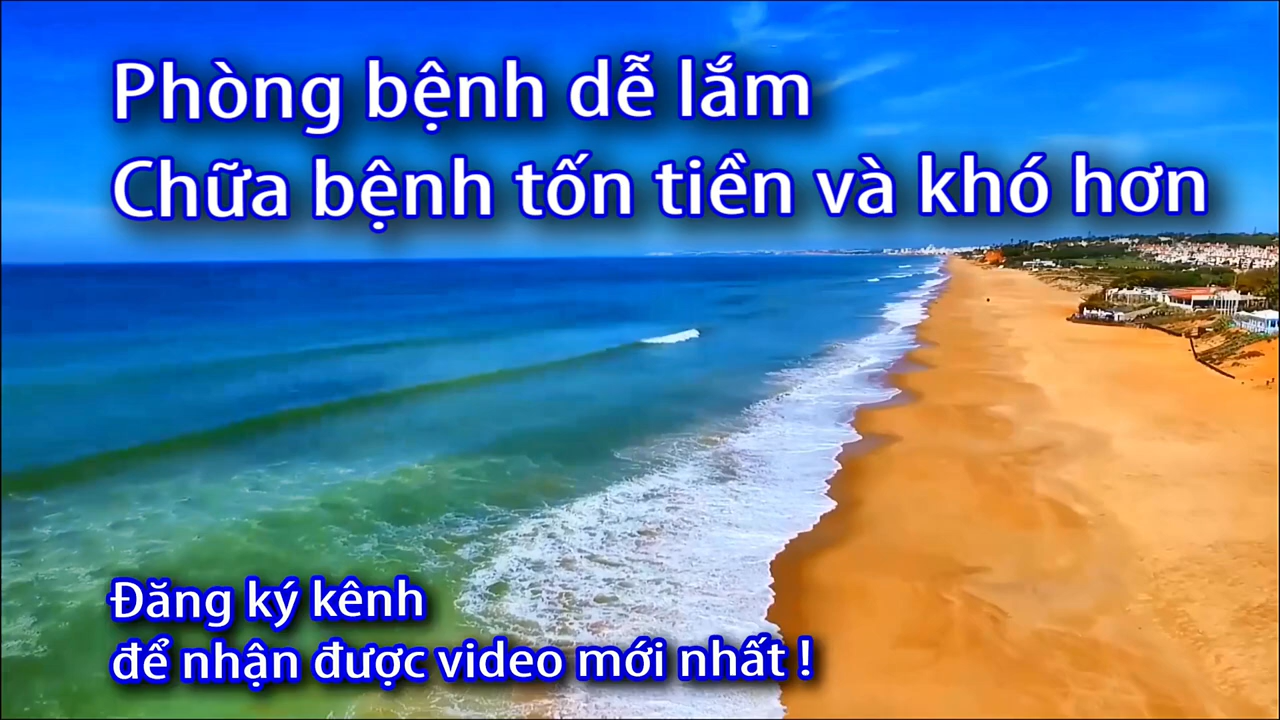 Phòng bệnh dễ lắm
Chữa bệnh tốn tiền và khó hơn
Đăng ký kênh
để nhận được video mới nhất !